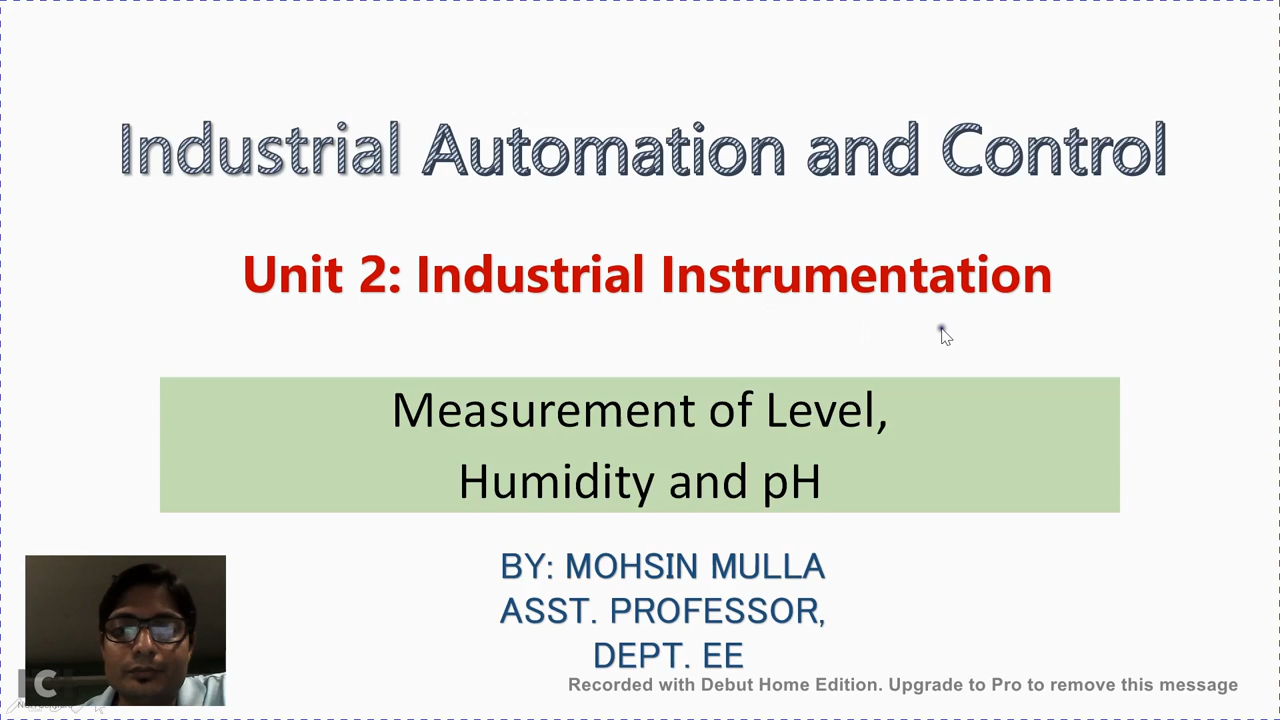 Industrial Automation and Control
Unit 2: Industrial Instrumentation
Measurement of Level,
Humidity and pH
BY: MOHSIN MULLA
ASST. PROFESSOR,
DEPT. EE
Recorded with Debut Home Edition. Upgrade to Pro to remove this message